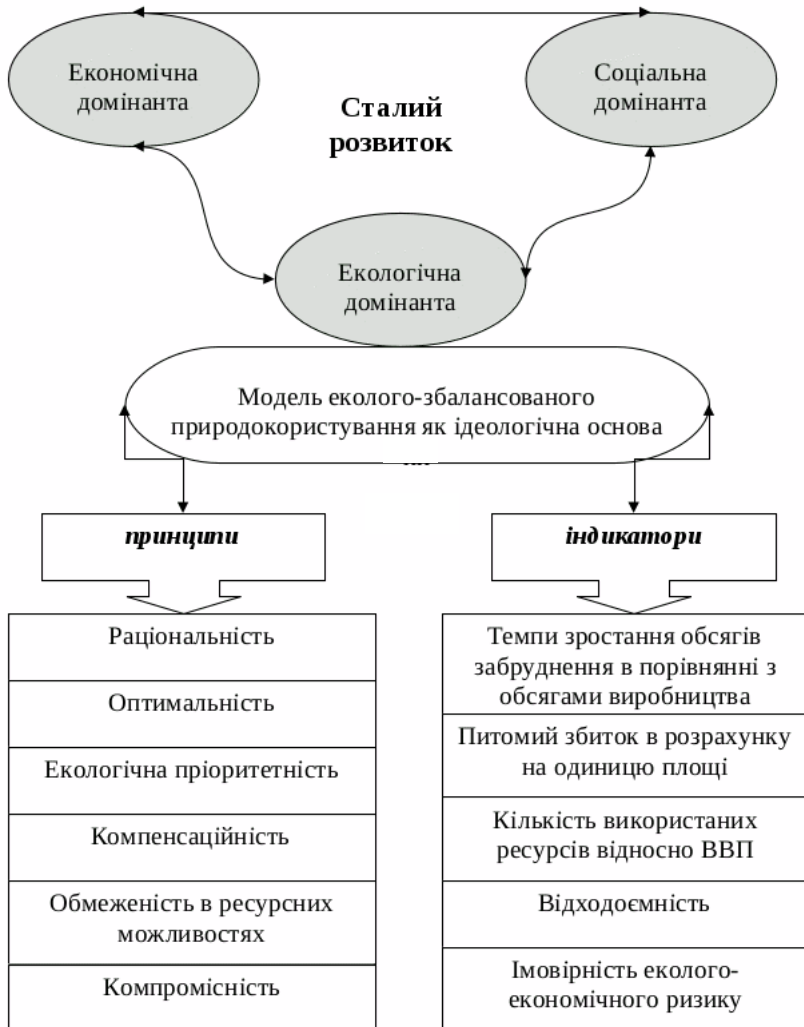 Економічна
домінанта
Соціальна
домінанта
Сталий
розвиток
Екологічна
домінанта
Модель еколого-збалансованого
природокористування як ідеологічна основа
принципи
індикатори
Раціональність
Оптимальність
Екологічна пріоритетність
Компенсаційність
Обмеженість в ресурсних
можливостях
Компромісність
Темпи зростання обсягів
забруднення в порівнянні з
обсягами виробництва
Питомий збиток в розрахунку
на одиницю площі
Кількість використаних
ресурсів відносно ВВП
Відходоємність
Імовірність еколого-
економічного ризику